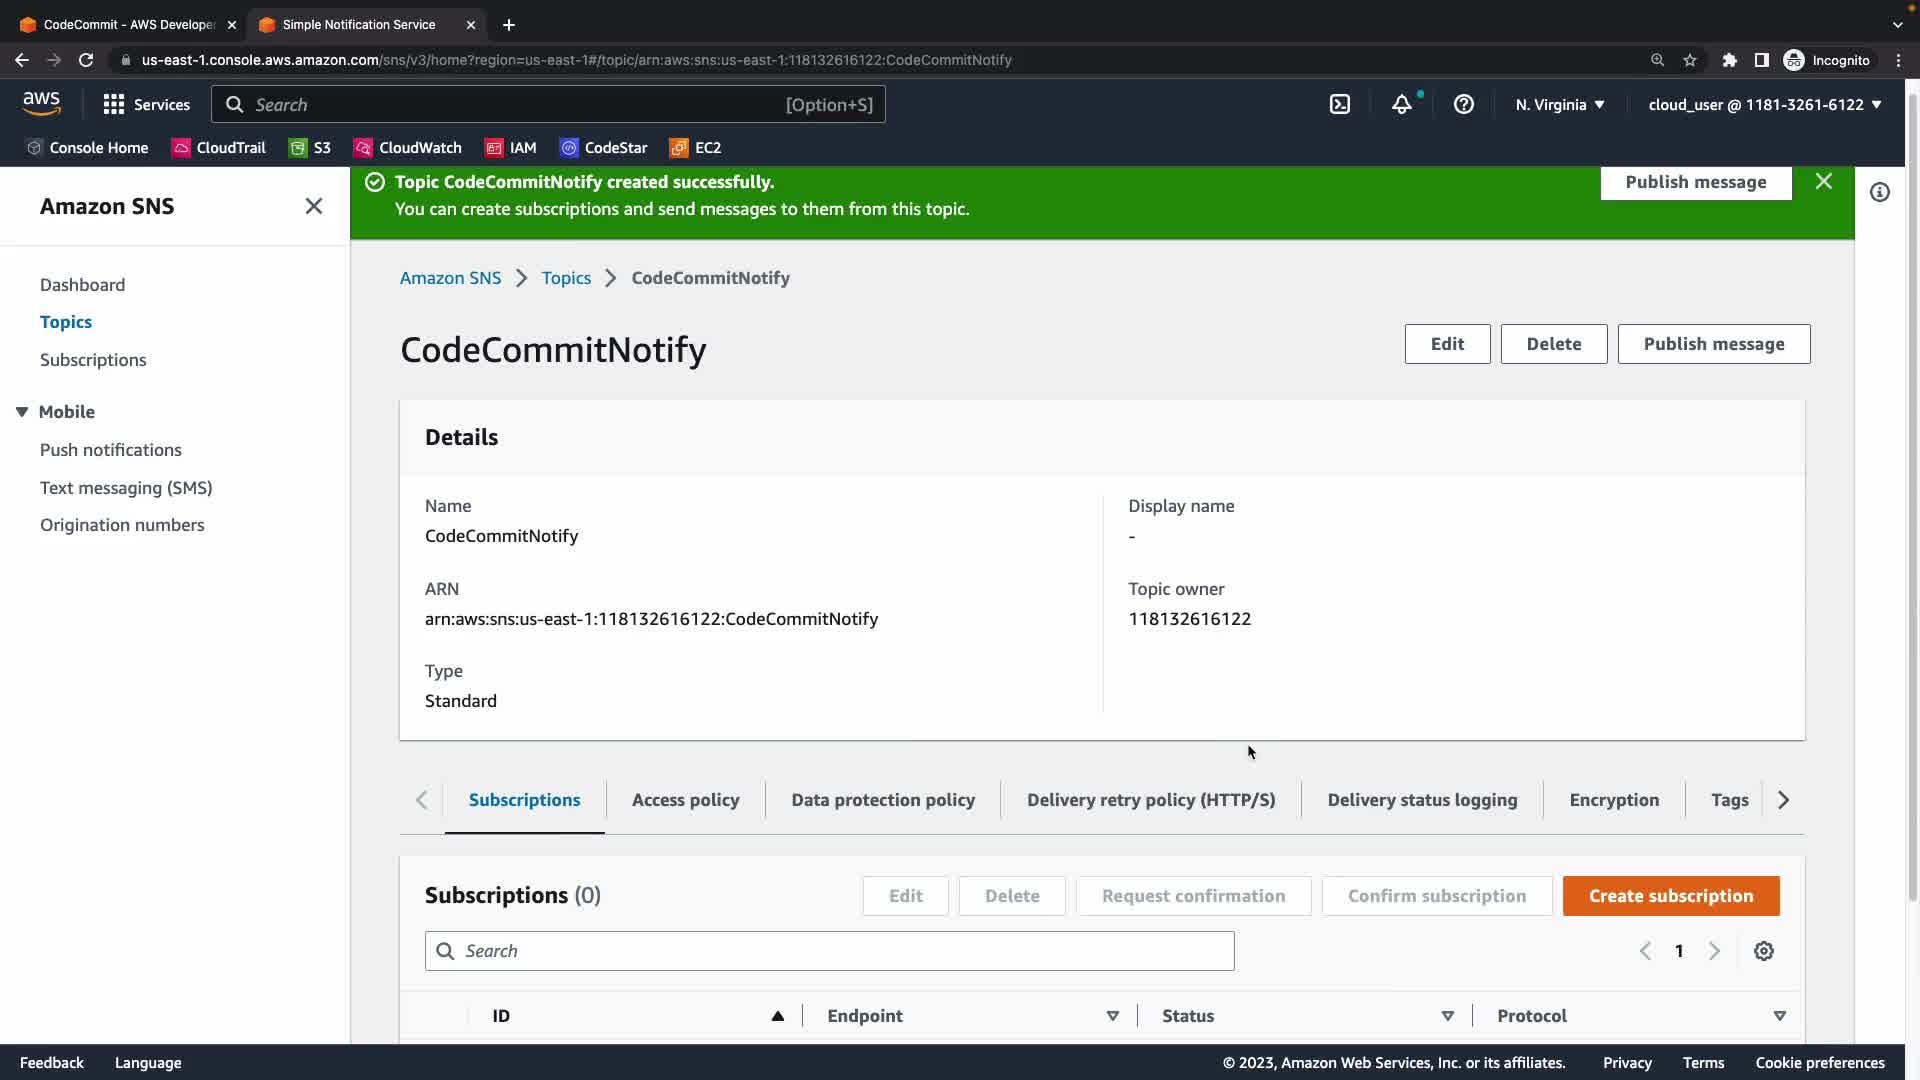 CodeCommit - AWS Develope
Simple Notification Service
us-east-1.console.aws.amazon.com/sns/v3/home?region=us-east-1#/topic/arn:aws:sns:us-east-1:118132616122:CodeCommitNotify
Incognito
aws
Services
Search
[Option+S]
N. Virginia
cloud_user @ 1181-3261-6122
Console Home
CloudTrail
S3
CloudWatch
IAM
CodeStar
EC2
Amazon SNS
Dashboard
Topics
Subscriptions
Mobile
Push notifications
Text messaging (SMS)
Origination numbers
Topic CodeCommitNotify created successfully.
You can create subscriptions and send messages to them from this topic.
Publish message
Amazon SNS
Topics
CodeCommitNotify
CodeCommitNotify
Edit
Delete
Publish message
Details
Name
CodeCommitNotify
Display name
-
ARN
arn:aws:sns:us-east-1:118132616122:CodeCommitNotify
Topic owner
118132616122
Type
Standard
Subscriptions
Access policy
Data protection policy
Delivery retry policy (HTTP/S)
Delivery status logging
Encryption
Tags
Subscriptions (0)
Edit
Delete
Request confirmation
Confirm subscription
Create subscription
Search
1
ID
Endpoint
Status
Protocol
Feedback
Language
© 2023, Amazon Web Services, Inc. or its affiliates.
Privacy
Terms
Cookie preferences